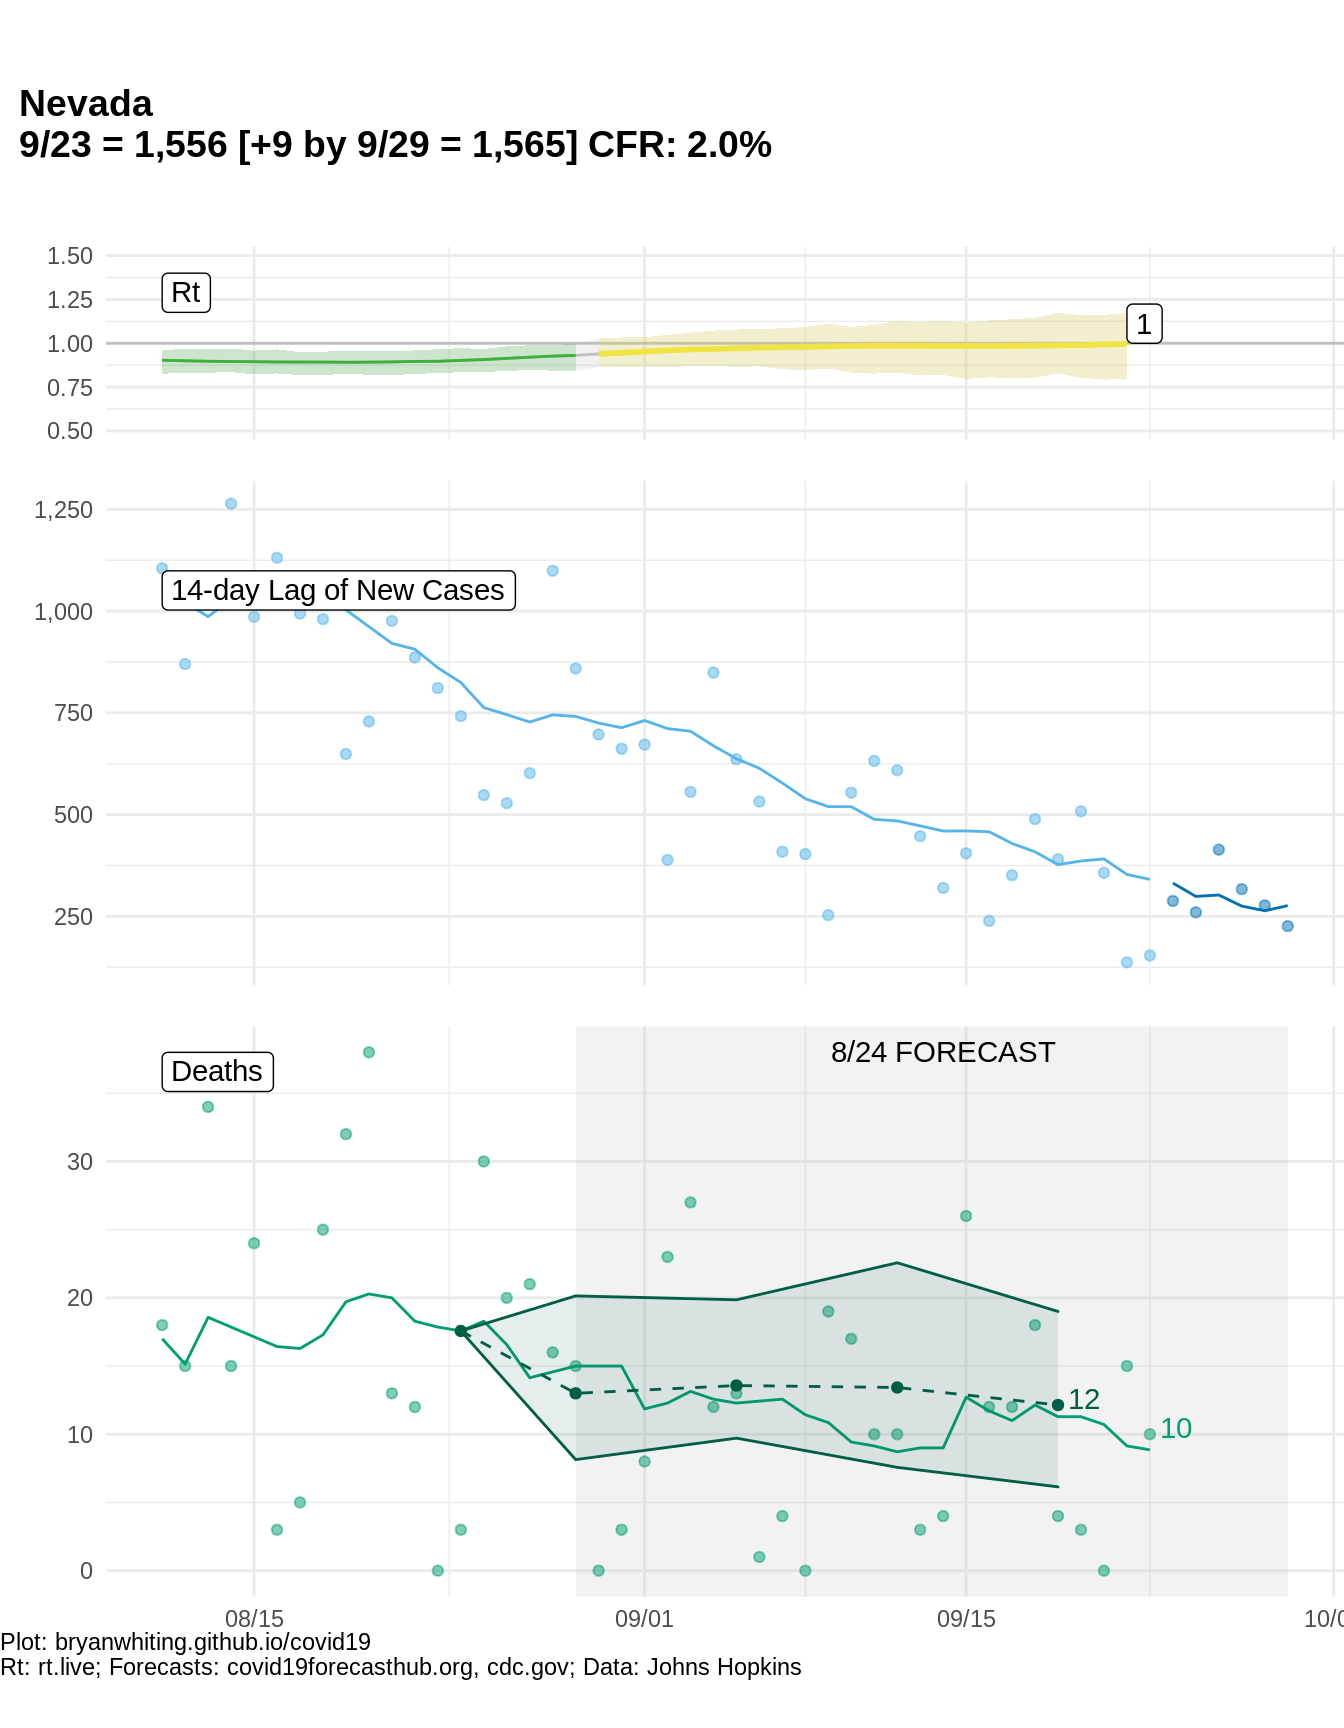 Nevada
9/23 = 1,556 [+9 by 9/29 = 1,565] CFR: 2.0%
1.50
1.25
1.00
0.75
0.50
Rt
1
1,250
1,000
750
500
250
14-day Lag of New Cases
Deaths
8/24 FORECAST
30
20
10
0
12
10
08/15
09/01
09/15
10/0
Plot: bryanwhiting.github.io/covid19
Rt: rt.live; Forecasts: covid19forecasthub.org, cdc.gov; Data: Johns Hopkins